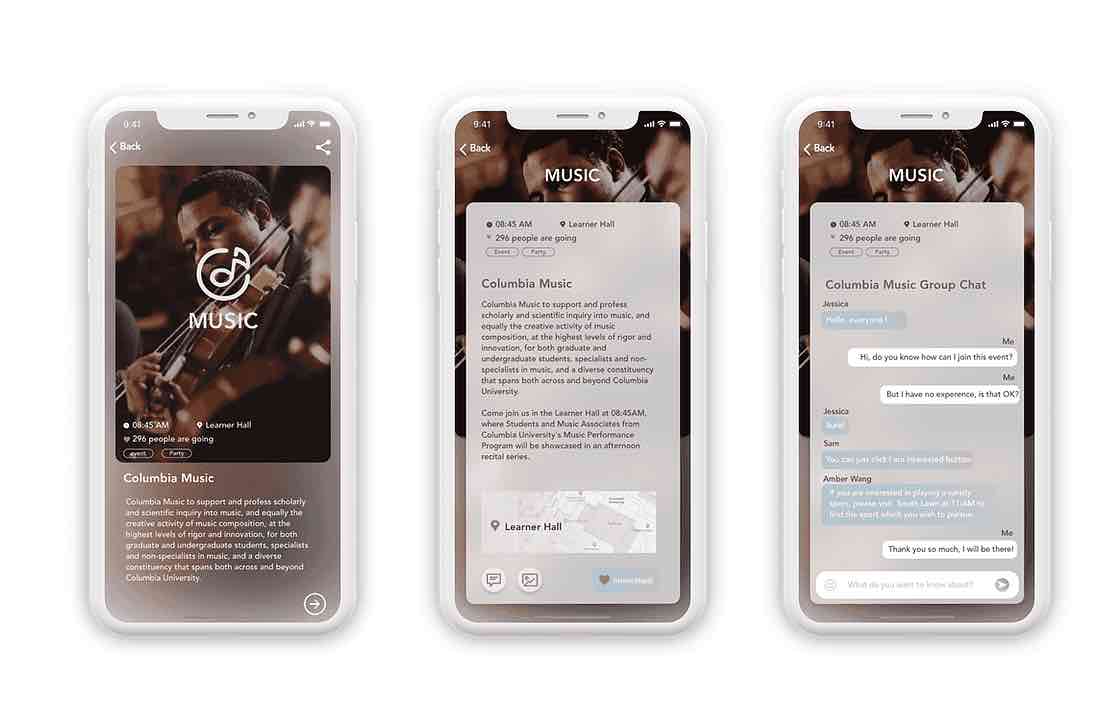 9:41
Back
MUSIC
08:45 AM Learner Hall
296 people are going
Event Party
Columbia Music
Columbia Music to support and profess scholarly
and scientific inquiry into music, and equally the
creative activity of music composition, at the
highest levels of rigor and innovation, for both
graduate and undergraduate students, specialists
and non-specialists in music, and a diverse
constituency that spans both across and beyond
Columbia University.
9:41
Back
MUSIC
08:45 AM Learner Hall
296 people are going
Event Party
Columbia Music
Columbia Music to support and profess
scholarly and scientific inquiry into music, and
equally the creative activity of music
composition, at the highest levels of rigor and
innovation, for both graduate and
undergraduate students, specialists and non-
specialists in music, and a diverse constituency
that spans both across and beyond Columbia
University.
Come join us in the Learner Hall at 08:45AM,
where Students and Music Associates from
Columbia University's Music Performance
Program will be showcased in an afternoon
recital series.
Learner Hall
Interested
9:41
Back
MUSIC
08:45 AM Learner Hall
296 people are going
Event Party
Columbia Music Group Chat
Jessica
Hello, everyone !
Me
Hi, do you know how can I join this event?
Me
But I have no experence, is that OK?
Jessica
Sure!
Sam
You can just click I am interested button
Amber Wang
If you are interested in playing a varsity
sport, please visit South Lawn at 11AM to
find the sport which you wish to pursue.
Me
Thank you so much, I will be there!
What do you want to know about?